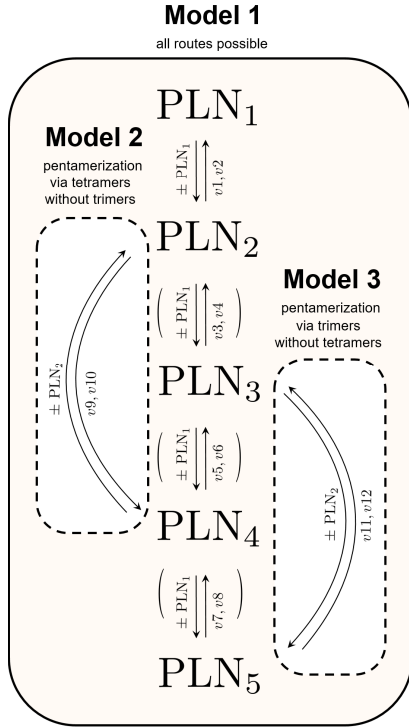 Model 1
all routes possible
PLN₁
± PLN₁
v1, v2
Model 2
pentamerization
via tetramers
without trimers
PLN₂
( ± PLN₁
v3, v4 )
Model 3
pentamerization
via trimers
without tetramers
± PLN₂
v9, v10
PLN₃
( ± PLN₁
v5, v6 )
± PLN₂
v11, v12
PLN₄
( ± PLN₁
v7, v8 )
PLN₅